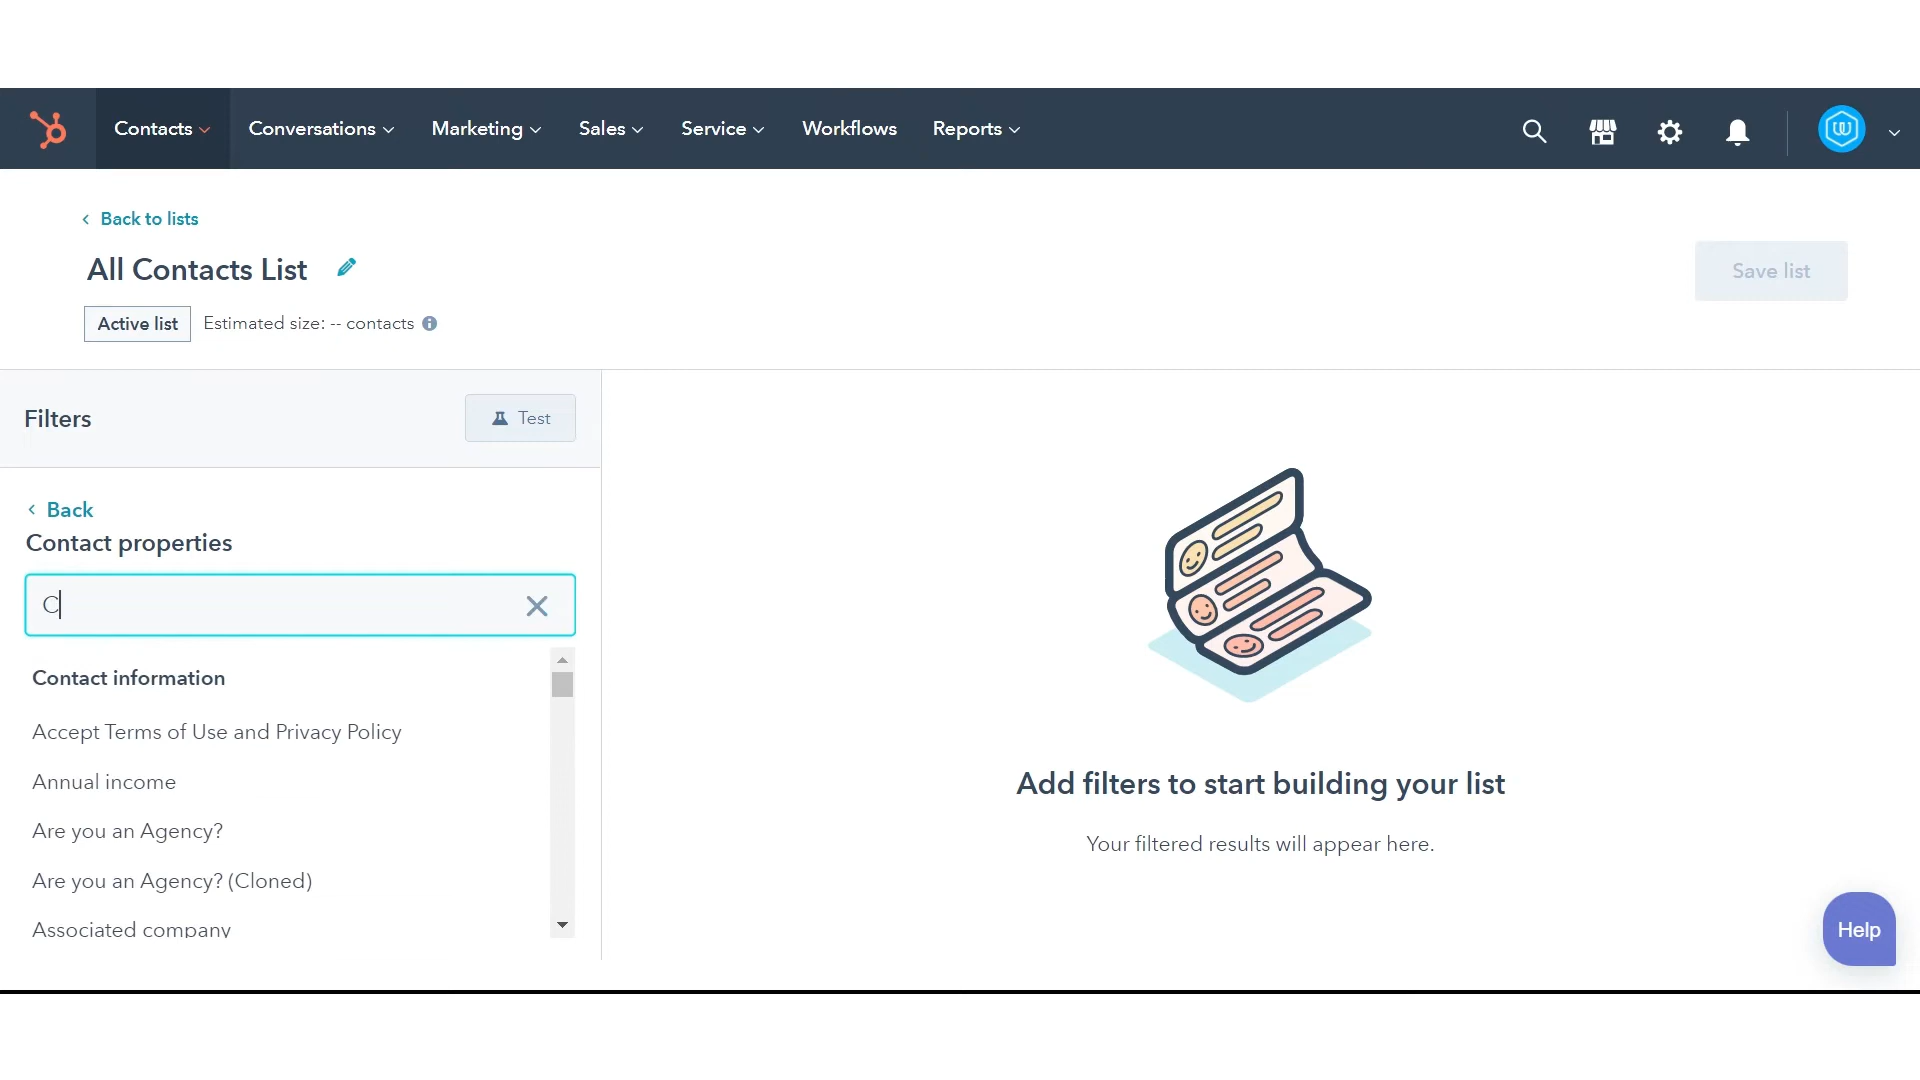 Contacts
Conversations
Marketing
Sales
Service
Workflows
Reports
Back to lists
All Contacts List
Save list
Active list
Estimated size: -- contacts
Filters
Test
Back
Contact properties
C
Contact information
Accept Terms of Use and Privacy Policy
Annual income
Are you an Agency?
Are you an Agency? (Cloned)
Associated company
Add filters to start building your list
Your filtered results will appear here.
Help